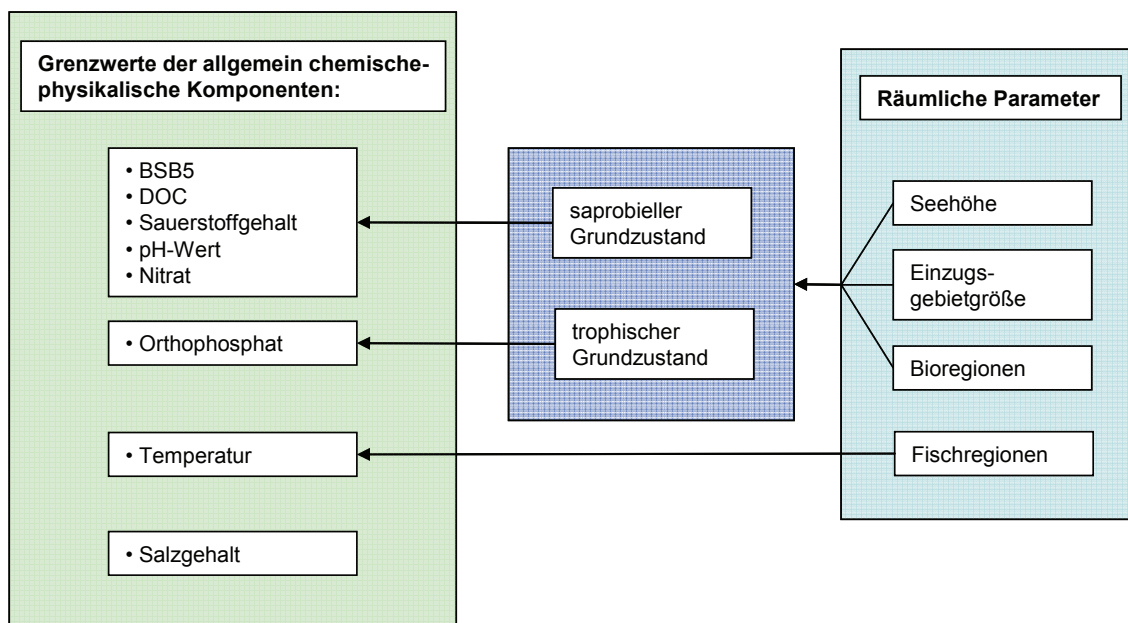 Grenzwerte der allgemein chemische-
physikalische Komponenten:
• BSB5
• DOC
• Sauerstoffgehalt
• pH-Wert
• Nitrat
• Orthophosphat
• Temperatur
• Salzgehalt
saprobieller
Grundzustand
trophischer
Grundzustand
Räumliche Parameter
Seehöhe
Einzugs-
gebietgröße
Bioregionen
Fischregionen